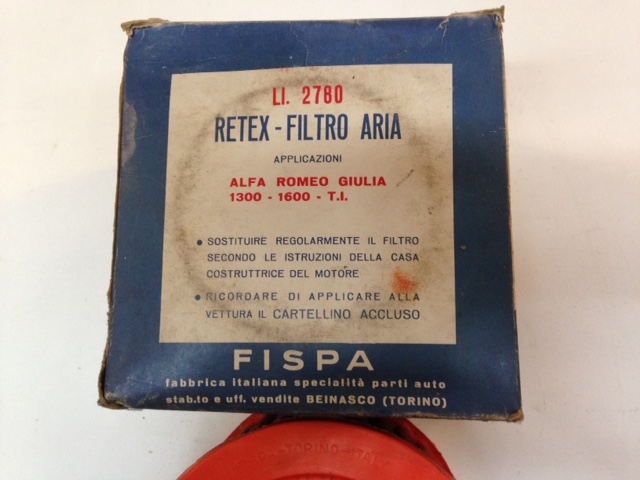 LI. 2780
RETEX - FILTRO ARIA
APPLICAZIONI
ALFA ROMEO GIULIA
1300 - 1600 - T.I.
• SOSTITUIRE REGOLARMENTE IL FILTRO
SECONDO LE ISTRUZIONI DELLA CASA
COSTRUTTRICE DEL MOTORE
• RICORDARE DI APPLICARE ALLA
VETTURA IL CARTELLINO ACCLUSO
FISPA
fabbrica italiana specialità parti auto
stab.to e uff. vendite BEINASCO (TORINO)
TORINO-ITAL